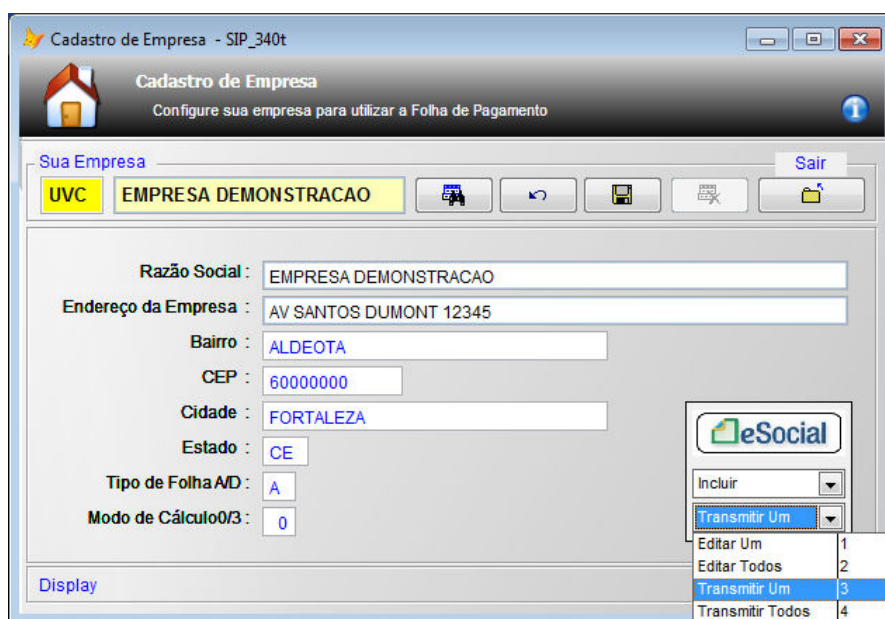 Cadastro de Empresa - SIP_340t
Cadastro de Empresa
Configure sua empresa para utilizar a Folha de Pagamento
Sua Empresa
Sair
UVC EMPRESA DEMONSTRACAO
Razão Social : EMPRESA DEMONSTRACAO
Endereço da Empresa : AV SANTOS DUMONT 12345
Bairro : ALDEOTA
CEP : 60000000
Cidade : FORTALEZA
Estado : CE
Tipo de Folha A/D : A
Modo de Cálculo0/3 : 0
eSocial
Incluir
Transmitir Um
Editar Um 1
Editar Todos 2
Transmitir Um 3
Transmitir Todos 4
Display